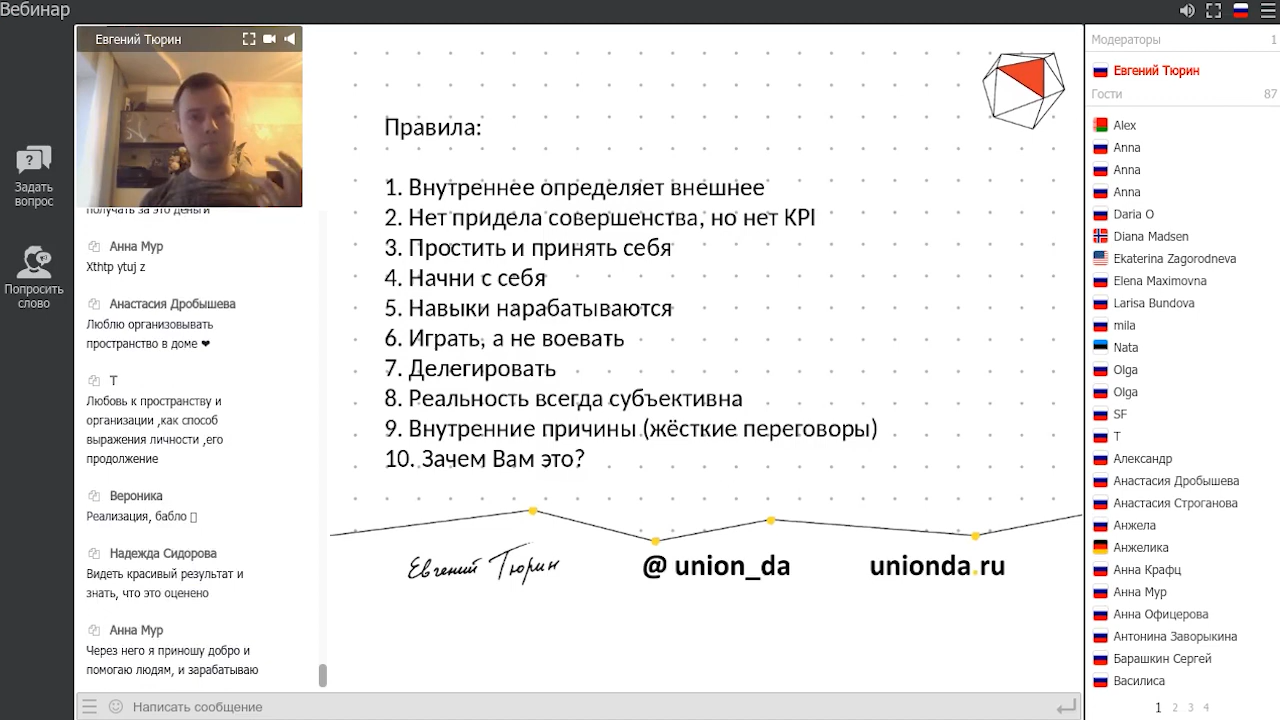 Вебинар
Евгений Тюрин
Задать
вопрос
Попросить
слово
получать за это деньги
Анна Мур
Xthtp ytuj z
Анастасия Дробышева
Люблю организовывать
пространство в доме ❤
Т
Любовь к пространству и
организации ,как способ
выражения личности ,его
продолжение
Вероника
Реализация, бабло
Надежда Сидорова
Видеть красивый результат и
знать, что это оценено
Анна Мур
Через него я приношу добро и
помогаю людям, и зарабатываю
Написать сообщение
Правила:
1. Внутреннее определяет внешнее
2. Нет придела совершенства, но нет KPI
3. Простить и принять себя
4. Начни с себя
5. Навыки нарабатываются
6. Играть, а не воевать
7. Делегировать
8. Реальность всегда субъективна
9. Внутренние причины (жёсткие переговоры)
10. Зачем Вам это?
Евгений Тюрин
@ union_da
unionda.ru
Модераторы 1
Евгений Тюрин
Гости 87
Alex
Anna
Anna
Anna
Daria O
Diana Madsen
Ekaterina Zagorodneva
Elena Maximovna
Larisa Bundova
mila
Nata
Olga
Olga
SF
T
Александр
Анастасия Дробышева
Анастасия Строганова
Анжела
Анжелика
Анна Крафц
Анна Мур
Анна Офицерова
Антонина Заворыкина
Барашкин Сергей
Василиса
1 2 3 4